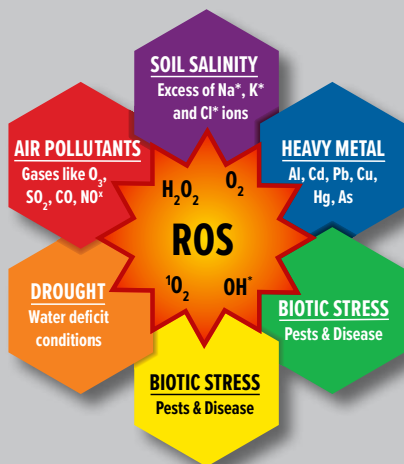 SOIL SALINITY
Excess of Na*, K*
and Cl* ions
AIR POLLUTANTS
Gases like O₃,
SO₂, CO, NOˣ
HEAVY METAL
Al, Cd, Pb, Cu,
Hg, As
H₂O₂
O₂
ROS
¹O₂
OH*
DROUGHT
Water deficit
conditions
BIOTIC STRESS
Pests & Disease
BIOTIC STRESS
Pests & Disease